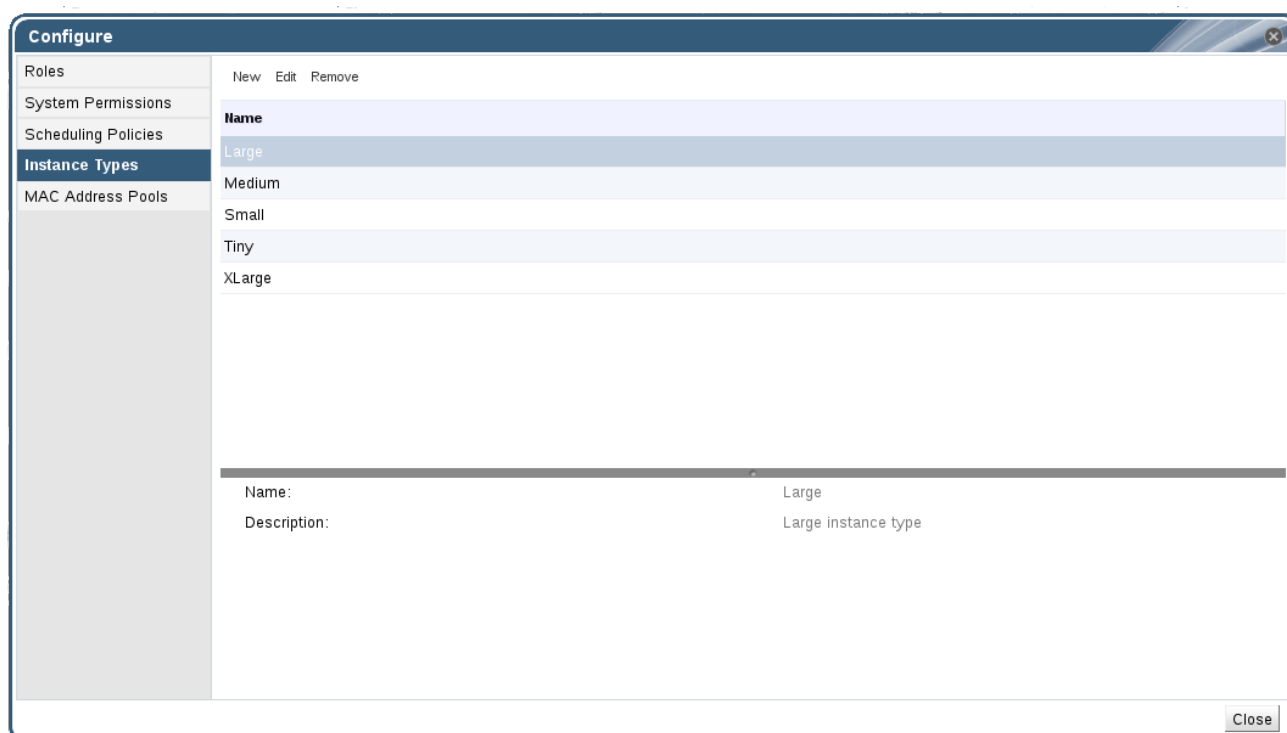 Configure
Roles
System Permissions
Scheduling Policies
Instance Types
MAC Address Pools
New Edit Remove
Name
Large
Medium
Small
Tiny
XLarge
Name: Large
Description: Large instance type
Close